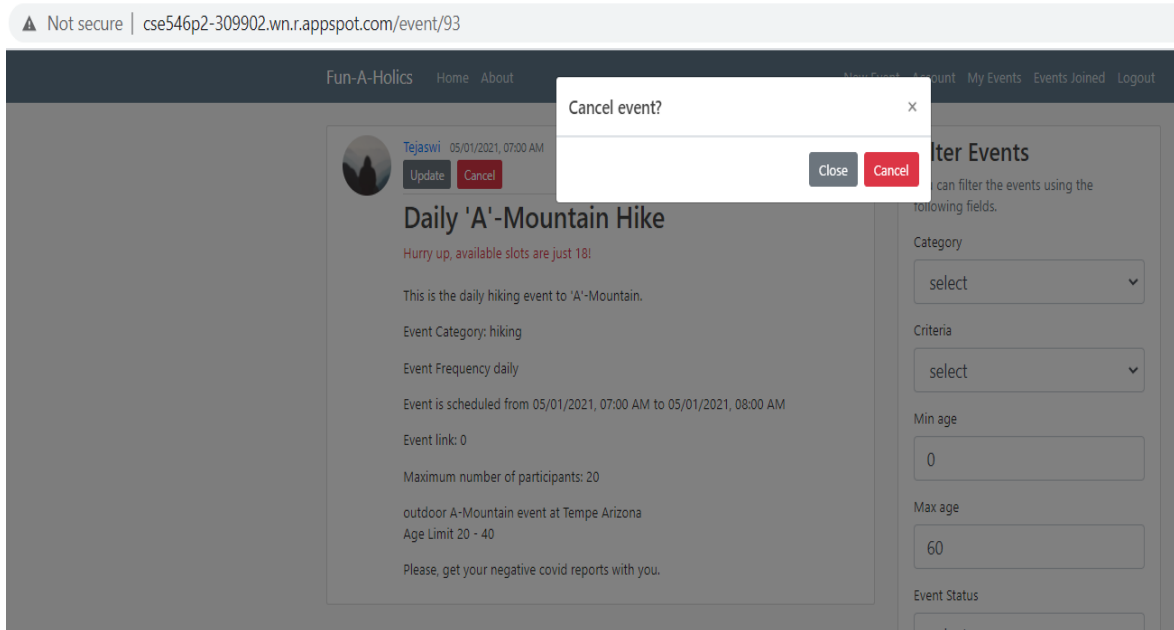 Not secure | cse546p2-309902.wn.r.appspot.com/event/93
Fun-A-Holics Home About New Event Account My Events Events Joined Logout
Cancel event? ×
Close Cancel
Tejaswi 05/01/2021, 07:00 AM
Update Cancel
Daily 'A'-Mountain Hike
Hurry up, available slots are just 18!
This is the daily hiking event to 'A'-Mountain.
Event Category: hiking
Event Frequency daily
Event is scheduled from 05/01/2021, 07:00 AM to 05/01/2021, 08:00 AM
Event link: 0
Maximum number of participants: 20
outdoor A-Mountain event at Tempe Arizona
Age Limit 20 - 40
Please, get your negative covid reports with you.
lter Events
can filter the events using the
following fields.
Category
select
Criteria
select
Min age
0
Max age
60
Event Status